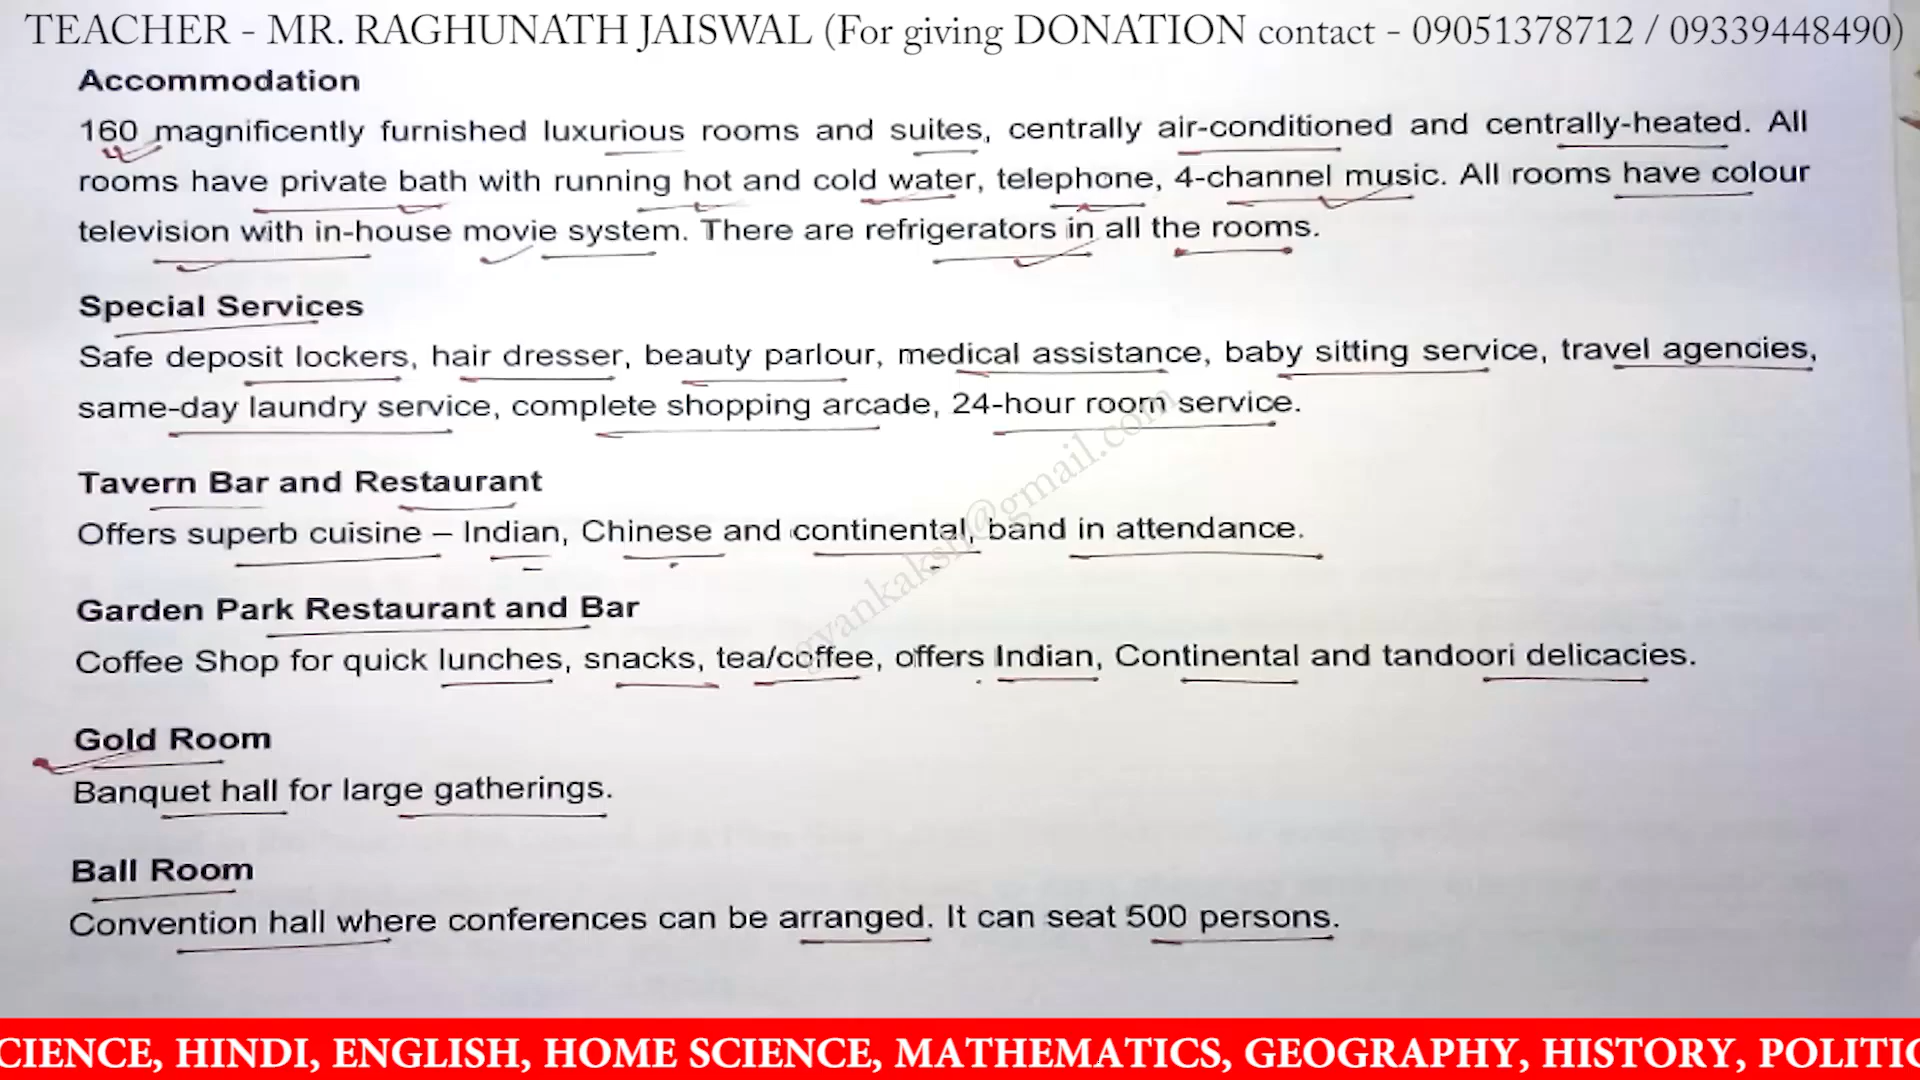 TEACHER - MR. RAGHUNATH JAISWAL (For giving DONATION contact - 09051378712 / 09339448490)
Accommodation
160 magnificently furnished luxurious rooms and suites, centrally air-conditioned and centrally-heated. All
rooms have private bath with running hot and cold water, telephone, 4-channel music. All rooms have colour
television with in-house movie system. There are refrigerators in all the rooms.
Special Services
Safe deposit lockers, hair dresser, beauty parlour, medical assistance, baby sitting service, travel agencies,
same-day laundry service, complete shopping arcade, 24-hour room service.
Tavern Bar and Restaurant
Offers superb cuisine – Indian, Chinese and continental, band in attendance.
Garden Park Restaurant and Bar
Coffee Shop for quick lunches, snacks, tea/coffee, offers Indian, Continental and tandoori delicacies.
Gold Room
Banquet hall for large gatherings.
Ball Room
Convention hall where conferences can be arranged. It can seat 500 persons.
CIENCE, HINDI, ENGLISH, HOME SCIENCE, MATHEMATICS, GEOGRAPHY, HISTORY, POLITIC